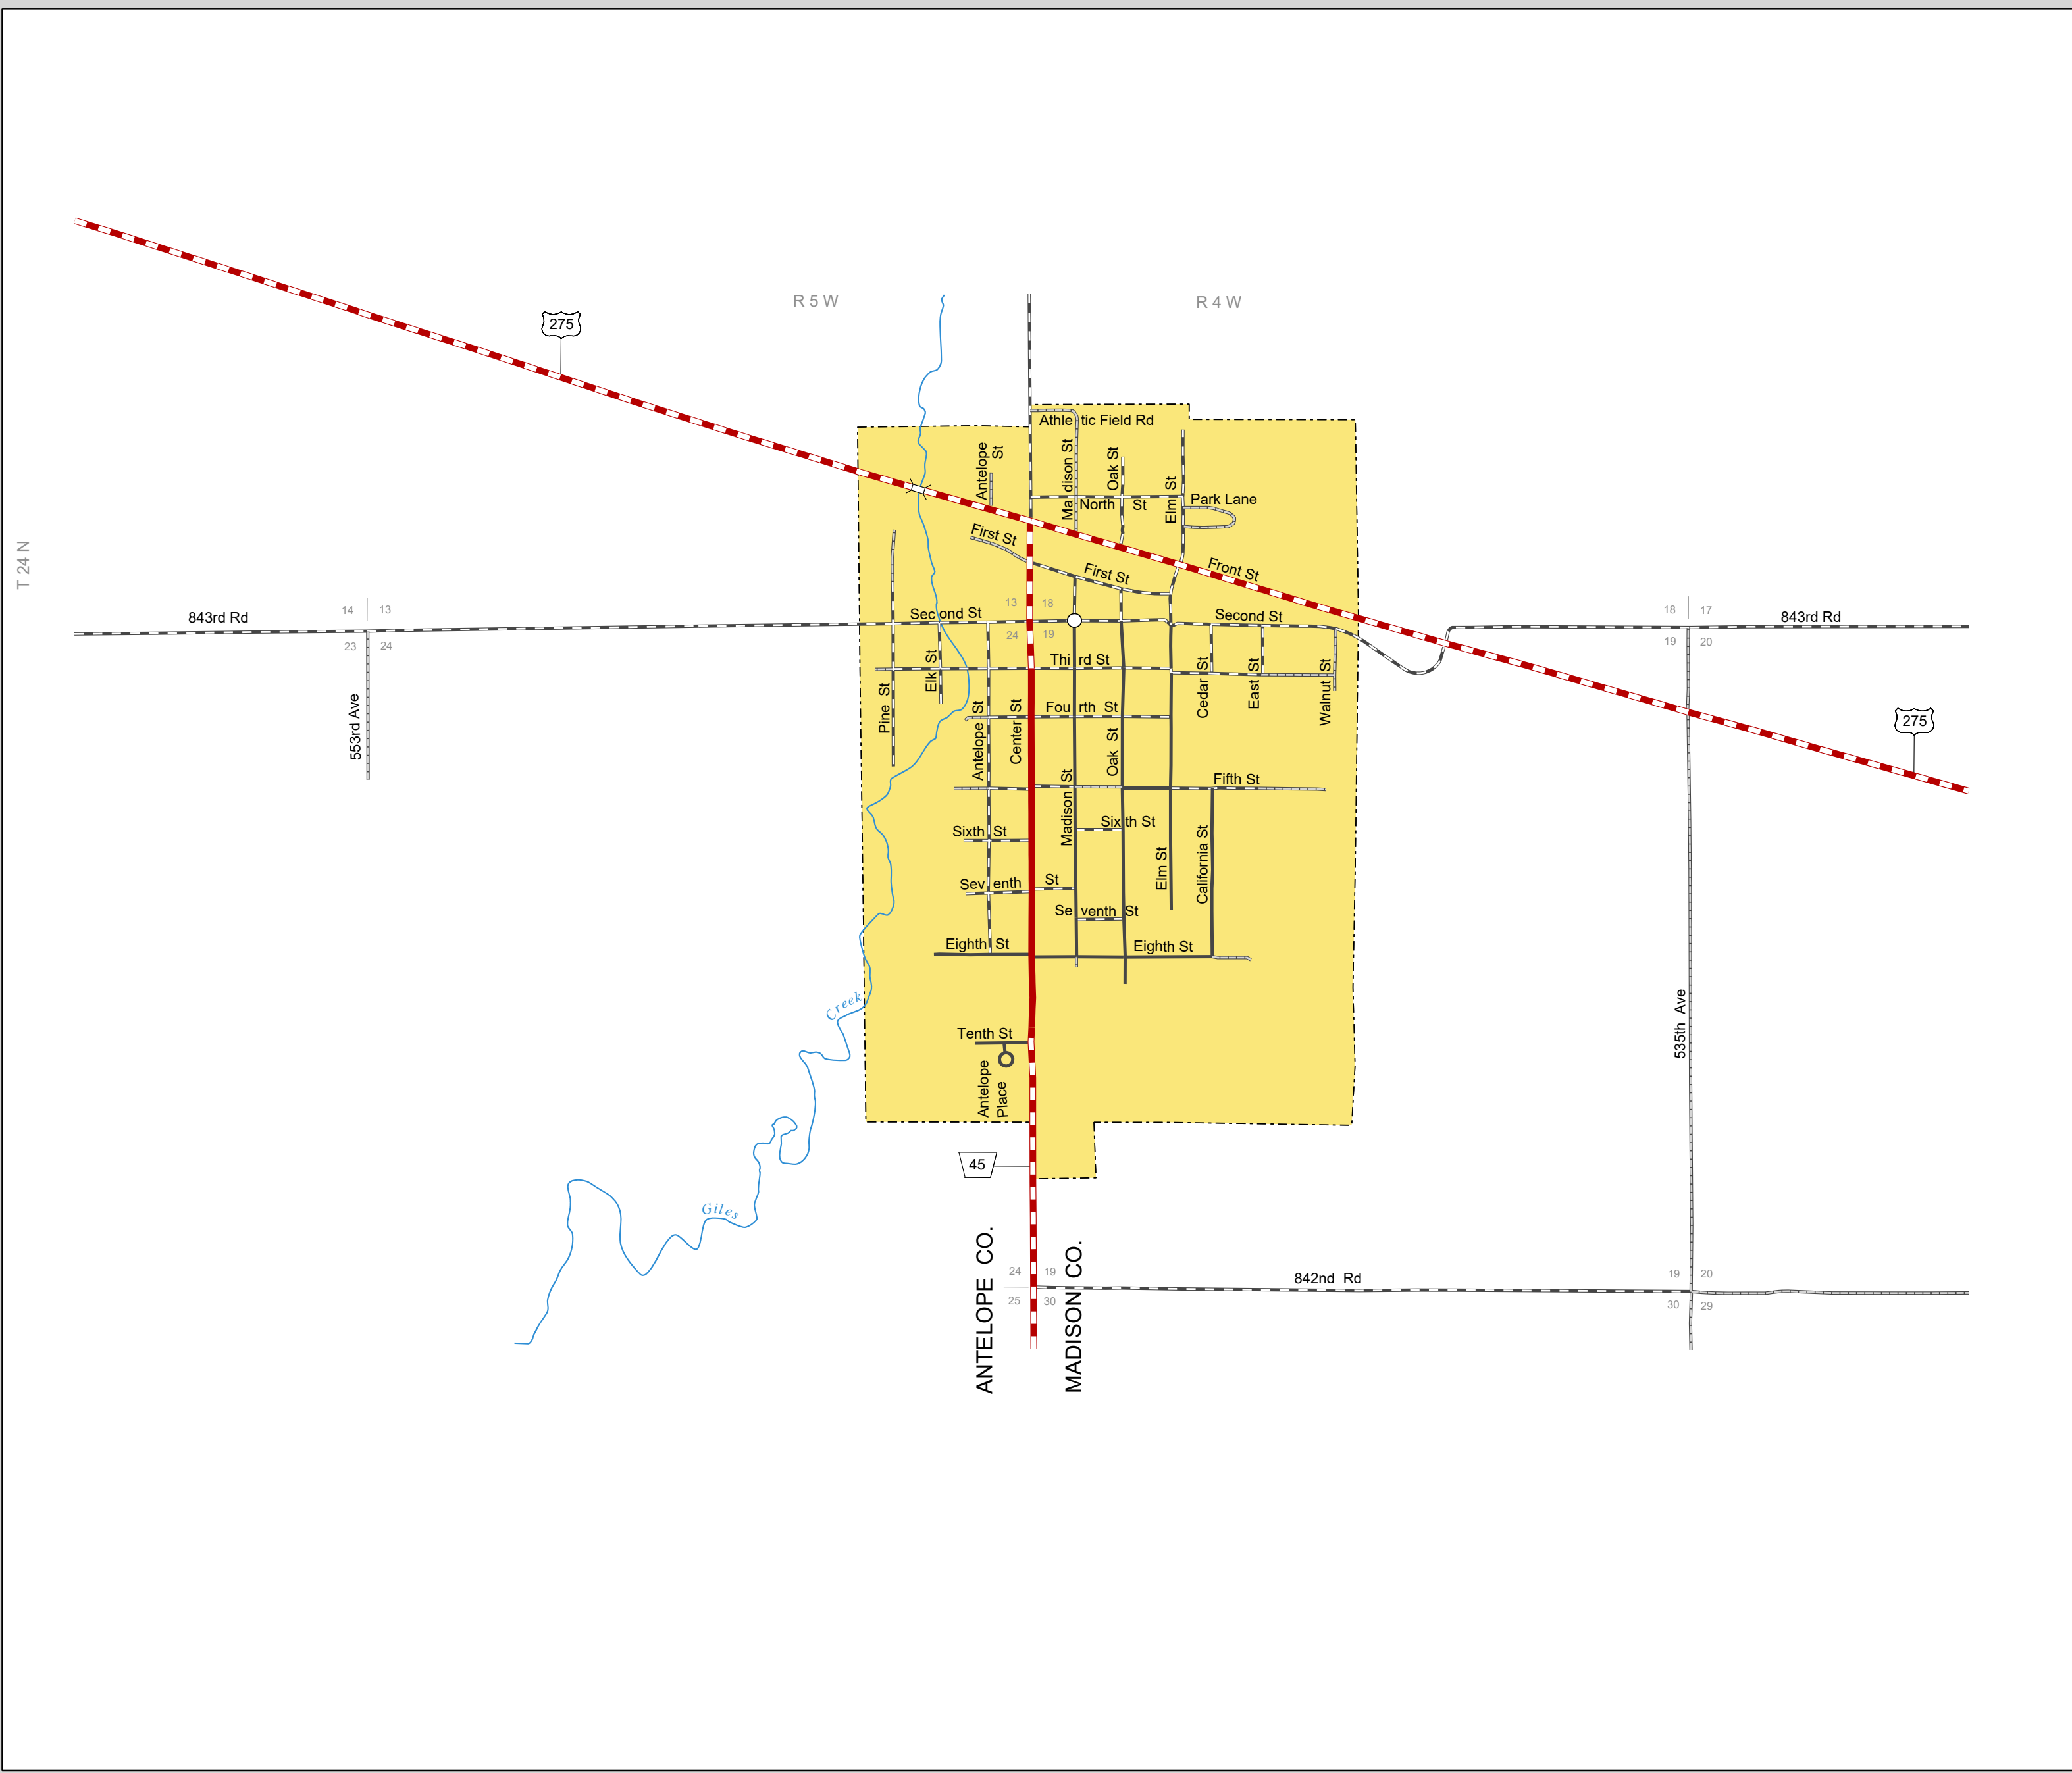 R 5 W
R 4 W
275
Athletic Field Rd
Antelope
St
Madison St
Oak St
Elm St
North St
Park Lane
First St
First St
Front St
T 24 N
14
13
23
24
843rd Rd
Second St
13
18
24
19
Second St
18
17
19
20
843rd Rd
553rd Ave
Pine St
Elk St
Third St
Cedar St
East St
Walnut St
Antelope St
Center St
Fourth St
Oak St
275
Madison St
Fifth St
Sixth St
Sixth St
Elm St
California St
Seventh St
Seventh St
Eighth St
Eighth St
Creek
Tenth St
Antelope
Place
535th Ave
45
Giles
ANTELOPE CO.
MADISON CO.
24
19
25
30
842nd Rd
19
20
30
29